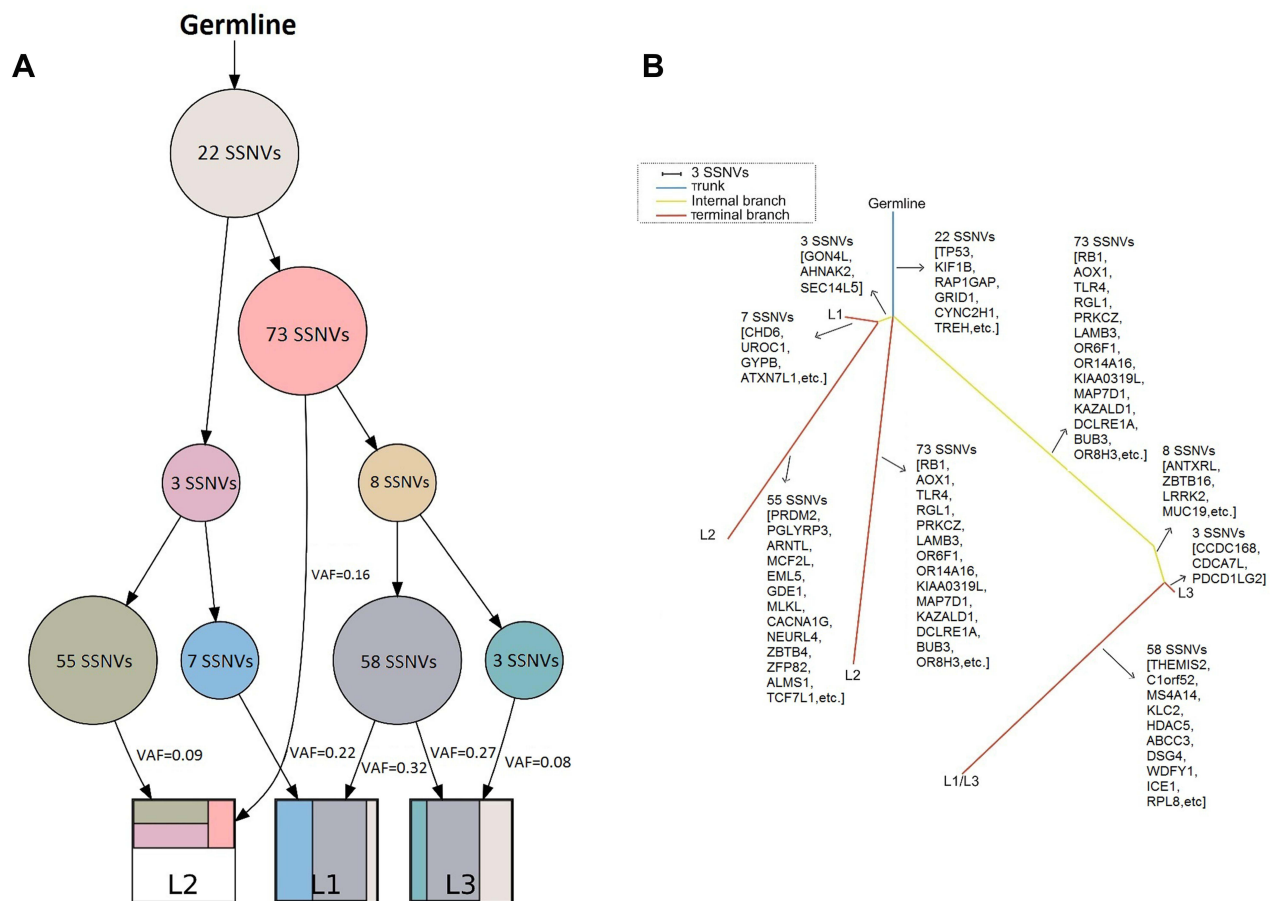 Germline
A
22 SSNVs
73 SSNVs
3 SSNVs
8 SSNVs
VAF=0.16
55 SSNVs
7 SSNVs
58 SSNVs
3 SSNVs
VAF=0.09
VAF=0.22
VAF=0.32
VAF=0.27
VAF=0.08
L2
L1
L3
B
3 SSNVs
Trunk
Internal branch
Terminal branch
Germline
3 SSNVs
[GON4L,
AHNAK2,
SEC14L5]
22 SSNVs
[TP53,
KIF1B,
RAP1GAP,
GRID1,
CYNC2H1,
TREH,etc.]
73 SSNVs
[RB1,
AOX1,
TLR4,
RGL1,
PRKCZ,
LAMB3,
OR6F1,
OR14A16,
KIAA0319L,
MAP7D1,
KAZALD1,
DCLRE1A,
BUB3,
OR8H3,etc.]
L1
7 SSNVs
[CHD6,
UROC1,
GYPB,
ATXN7L1,etc.]
8 SSNVs
[ANTXRL,
ZBTB16,
LRRK2,
MUC19,etc.]
3 SSNVs
[CCDC168,
CDCA7L,
PDCD1LG2]
L3
L2
55 SSNVs
[PRDM2,
PGLYRP3,
ARNTL,
MCF2L,
EML5,
GDE1,
MLKL,
CACNA1G,
NEURL4,
ZBTB4,
ZFP82,
ALMS1,
TCF7L1,etc.]
73 SSNVs
[RB1,
AOX1,
TLR4,
RGL1,
PRKCZ,
LAMB3,
OR6F1,
OR14A16,
KIAA0319L,
MAP7D1,
KAZALD1,
DCLRE1A,
BUB3,
OR8H3,etc.]
L2
58 SSNVs
[THEMIS2,
C1orf52,
MS4A14,
KLC2,
HDAC5,
ABCC3,
DSG4,
WDFY1,
ICE1,
RPL8,etc]
L1/L3